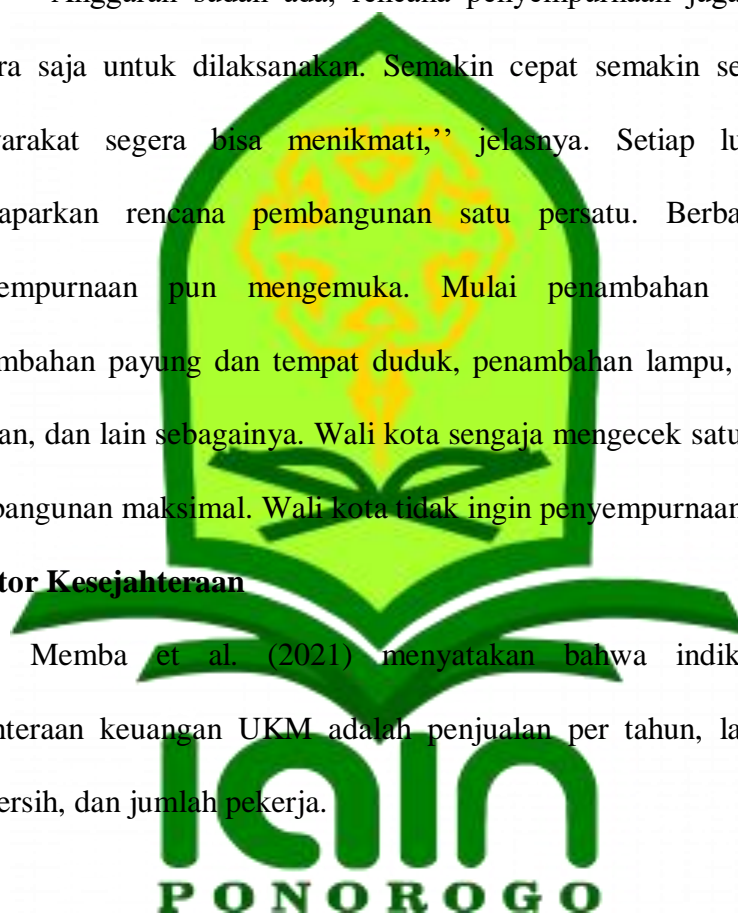 Anggaran sudah ada, rencana penyempurnaan juga
ra saja untuk dilaksanakan. Semakin cepat semakin se
arakat segera bisa menikmati,’’ jelasnya. Setiap lu
aparkan rencana pembangunan satu persatu. Berba
empurnaan pun mengemuka. Mulai penambahan
mbahan payung dan tempat duduk, penambahan lampu,
an, dan lain sebagainya. Wali kota sengaja mengecek satu
bangunan maksimal. Wali kota tidak ingin penyempurnaan
tor Kesejahteraan
Memba et al. (2021) menyatakan bahwa indik
nteraan keuangan UKM adalah penjualan per tahun, la
ersih, dan jumlah pekerja.
iain
PONOROGO